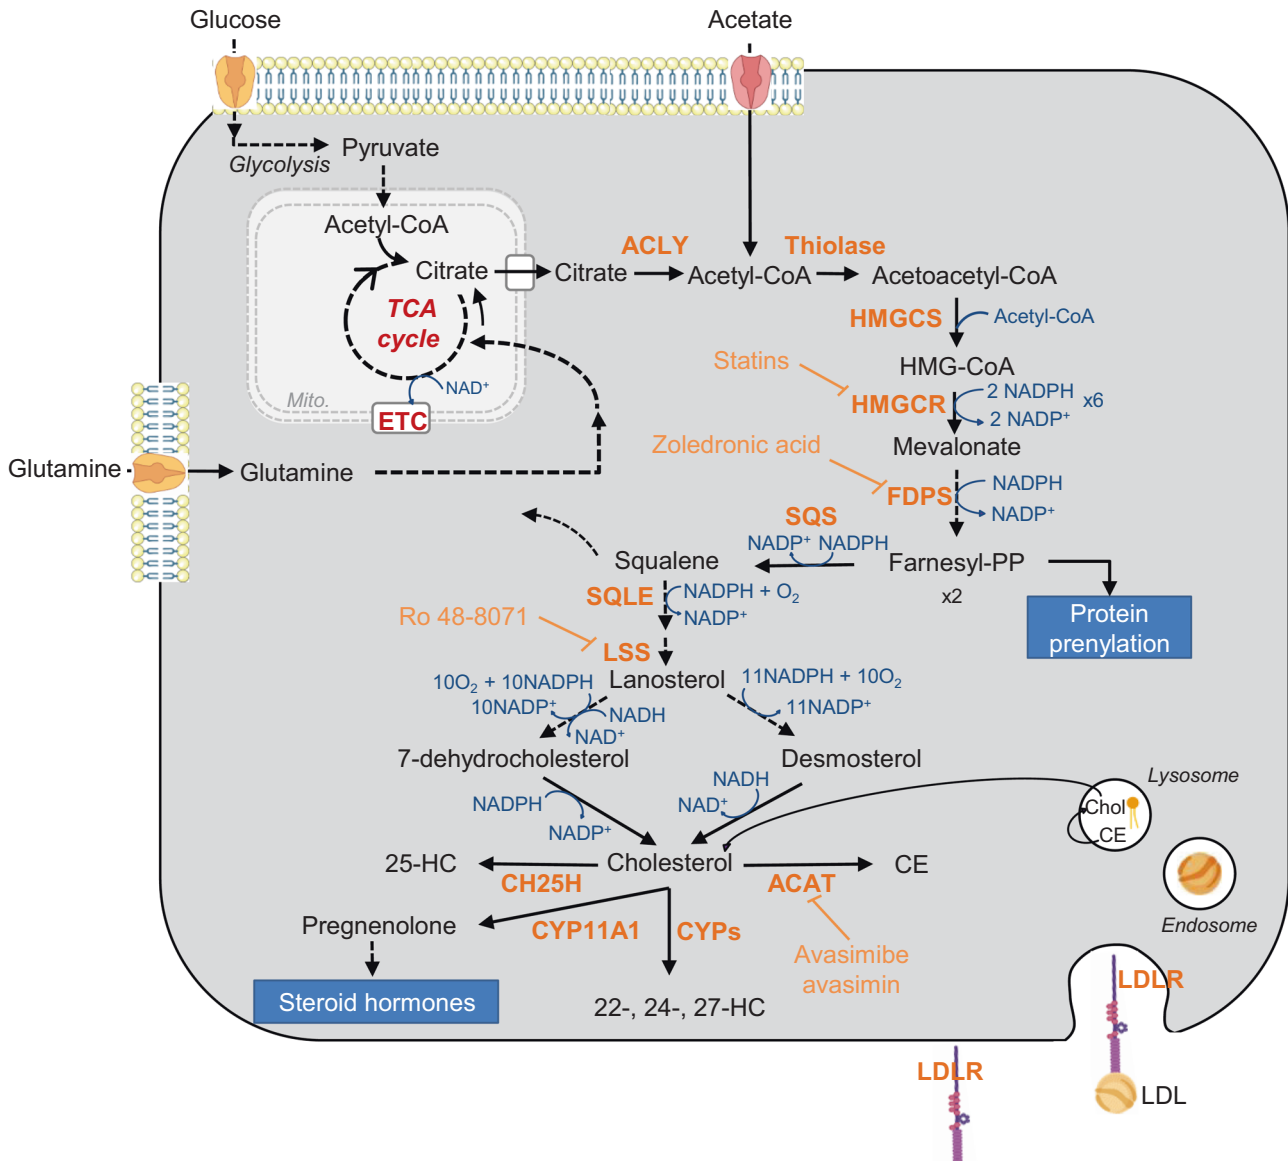 Glucose
Acetate
Glycolysis
Pyruvate
Acetyl-CoA
Citrate
Citrate
ACLY
Acetyl-CoA
Thiolase
Acetoacetyl-CoA
TCA
cycle
NAD⁺
Mito.
ETC
HMGCS
Acetyl-CoA
HMG-CoA
Statins
HMGCR
2 NADPH
x6
2 NADP⁺
Mevalonate
Glutamine
Glutamine
Zoledronic acid
FDPS
NADPH
NADP⁺
SQS
NADP⁺ NADPH
Squalene
Farnesyl-PP
x2
Protein
prenylation
SQLE
NADPH + O₂
NADP⁺
Ro 48-8071
LSS
Lanosterol
10O₂ + 10NADPH
10NADP⁺
NADH
NAD⁺
11NADPH + 10O₂
11NADP⁺
7-dehydrocholesterol
Desmosterol
NADPH
NADP⁺
NADH
NAD⁺
Lysosome
Chol
CE
25-HC
CH25H
Cholesterol
ACAT
CE
Endosome
Pregnenolone
CYP11A1
CYPs
Avasimibe
avasimin
Steroid hormones
22-, 24-, 27-HC
LDLR
LDLR
LDL